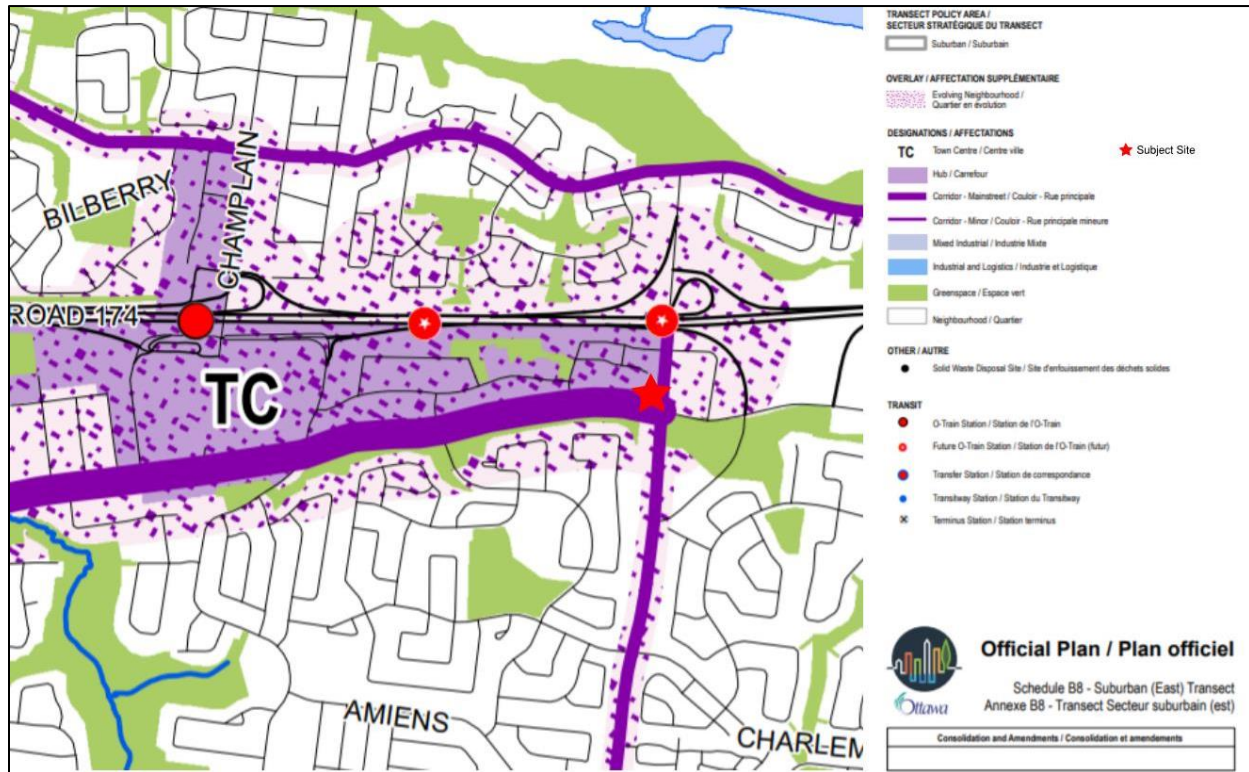 BILBERRY
CHAMPLAIN
ROAD 174
TC
AMIENS
CHARLEM
TRANSECT POLICY AREA /
SECTEUR STRATÉGIQUE DU TRANSECT
Suburban / Suburbain
OVERLAY / AFFECTATION SUPPLÉMENTAIRE
Evolving Neighbourhood /
Quartier en évolution
DESIGNATIONS / AFFECTATIONS
TC Town Centre / Centre ville
Subject Site
Hub / Carrefour
Corridor - Mainstreet / Couloir - Rue principale
Corridor - Minor / Couloir - Rue principale mineure
Mixed Industrial / Industrie Mixte
Industrial and Logistics / Industrie et Logistique
Greenspace / Espace vert
Neighbourhood / Quartier
OTHER / AUTRE
Solid Waste Disposal Site / Site d'enfouissement des déchets solides
TRANSIT
O-Train Station / Station de l'O-Train
Future O-Train Station / Station de l'O-Train (futur)
Transfer Station / Station de correspondance
Transitway Station / Station du Transitway
Terminus Station / Station terminus
Official Plan / Plan officiel
Ottawa
Schedule B8 - Suburban (East) Transect
Annexe B8 - Transect Secteur suburbain (est)
Consolidation and Amendments / Consolidation et amendements